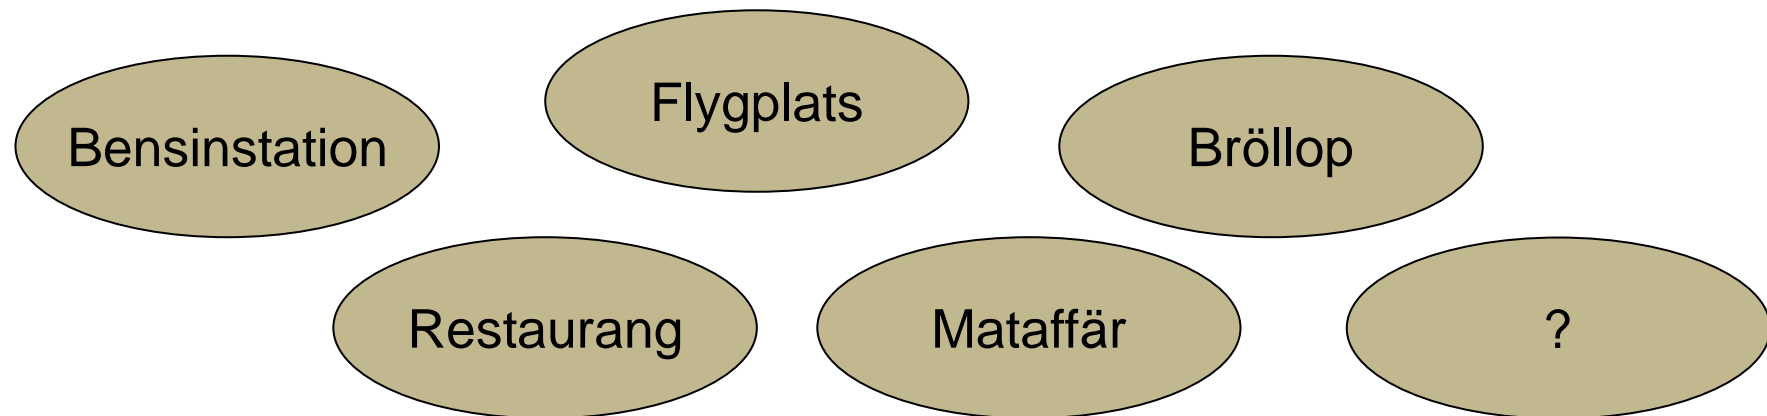 Flygplats
Bensinstation
Bröllop
Restaurang
Mataffär
?